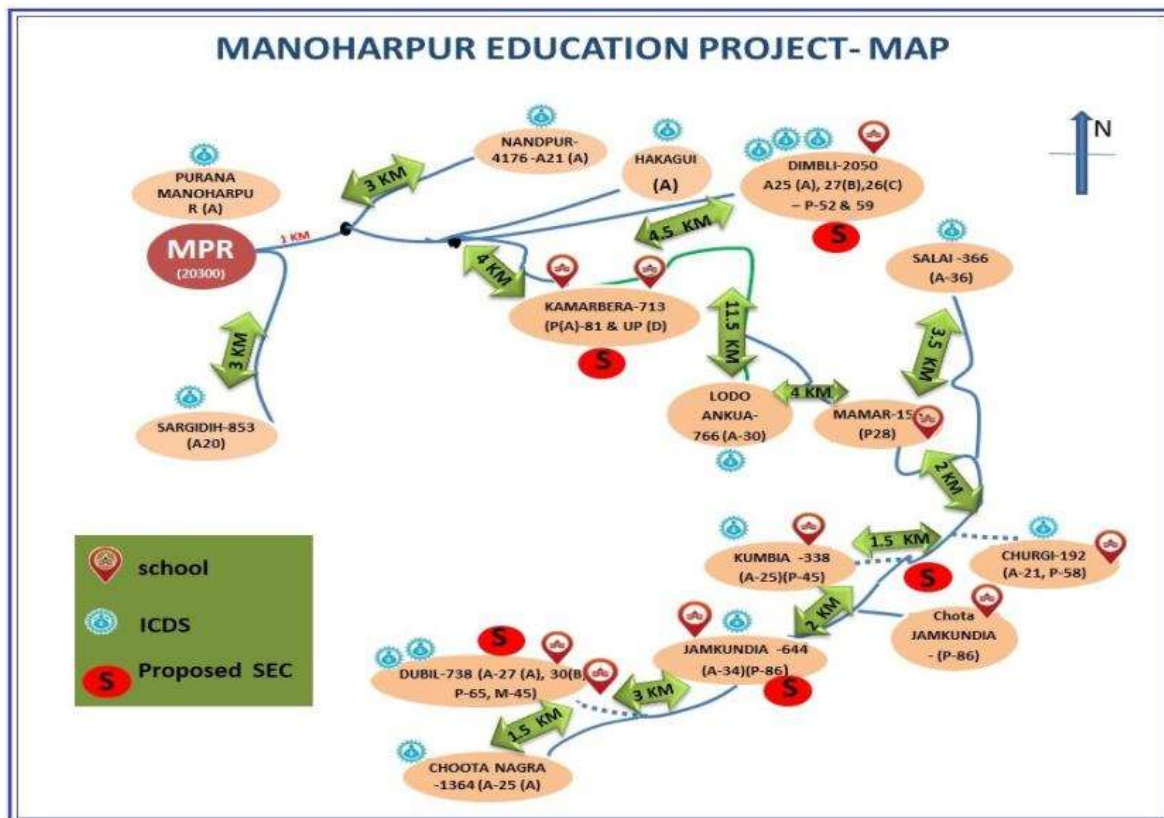 MANOHARPUR EDUCATION PROJECT- MAP
N
NANDPUR-
4176 -A21 (A)
HAKAGUI
(A)
DIMBLI-2050
A25 (A), 27(B),26(C)
– P-52 & 59
S
PURANA
MANOHARPU
R (A)
3 KM
MPR
(20300)
1 KM
4.5 KM
4 KM
SALAI -366
(A-36)
KAMARBERA-713
(P(A)-81 & UP (D)
S
11.5 KM
3.5 KM
3 KM
SARGIDIH-853
(A20)
LODO
ANKUA-
766 (A-30)
4 KM
MAMAR-15
(P28)
2 KM
KUMBIA -338
(A-25)(P-45)
1.5 KM
S
CHURGI-192
(A-21, P-58)
2 KM
Chota
JAMKUNDIA
- (P-86)
JAMKUNDIA -644
(A-34)(P-86)
S
S
DUBIL-738 (A-27 (A), 30(B)
P-65, M-45)
3 KM
1.5 KM
CHOOTA NAGRA
-1364 (A-25 (A)
school
ICDS
S Proposed SEC